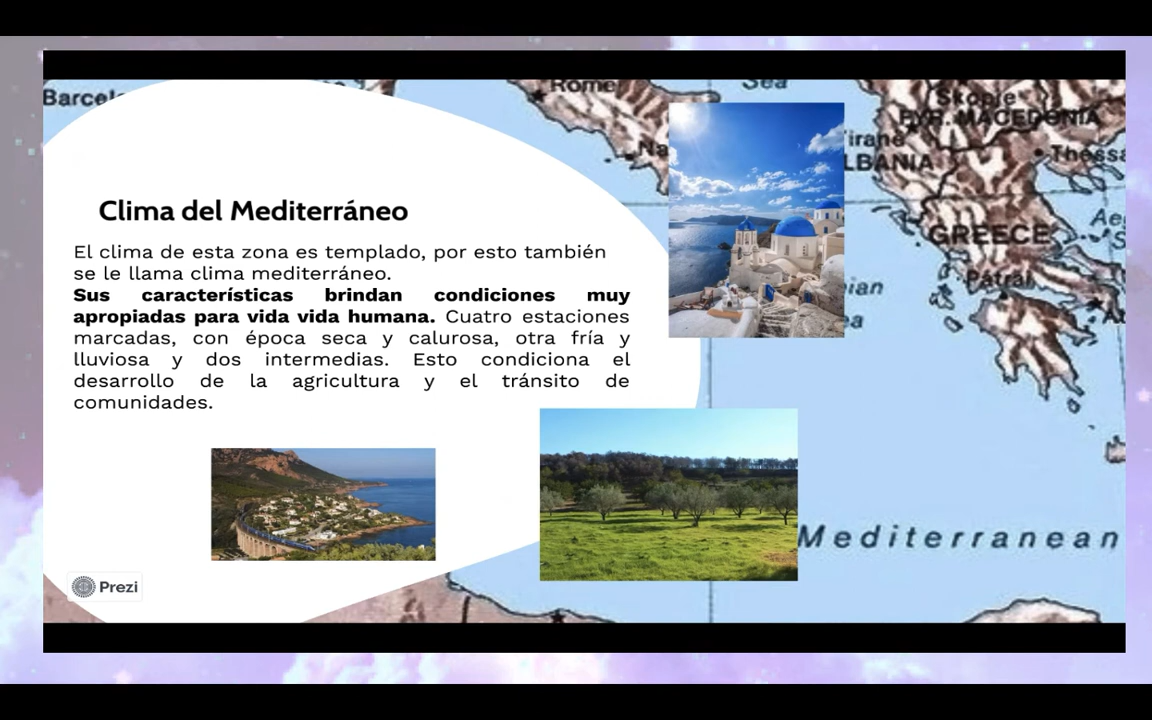 Rome
Sea
Skopje
F.Y.R. MACEDONIA
GREECE
Clima del Mediterráneo
El clima de esta zona es templado, por esto también
se le llama clima mediterráneo.
Sus características brindan condiciones muy
apropiadas para vida vida humana. Cuatro estaciones
marcadas, con época seca y calurosa, otra fría y
lluviosa y dos intermedias. Esto condiciona el
desarrollo de la agricultura y el tránsito de
comunidades.
Mediterranean
Prezi